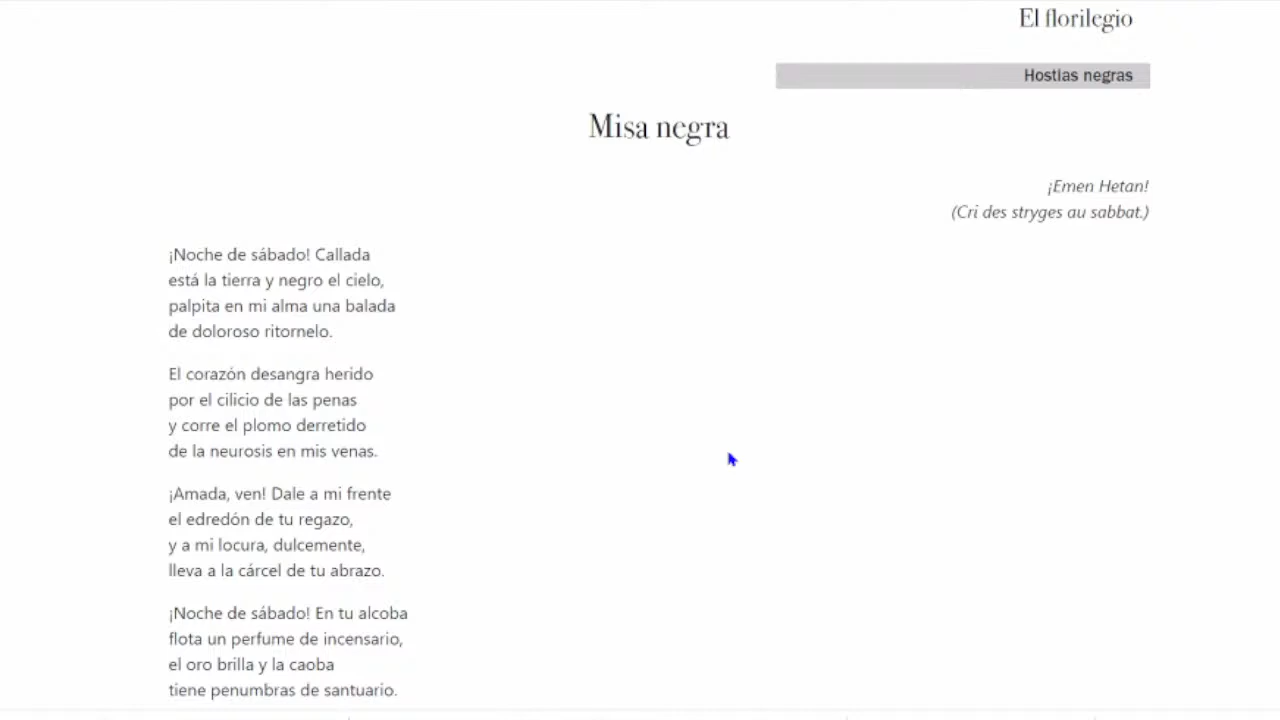 El florilegio
Hostias negras
Misa negra
¡Emen Hetan!
(Cri des stryges au sabbat.)
¡Noche de sábado! Callada
está la tierra y negro el cielo,
palpita en mi alma una balada
de doloroso ritornelo.
El corazón desangra herido
por el cilicio de las penas
y corre el plomo derretido
de la neurosis en mis venas.
¡Amada, ven! Dale a mi frente
el edredón de tu regazo,
y a mi locura, dulcemente,
lleva a la cárcel de tu abrazo.
¡Noche de sábado! En tu alcoba
flota un perfume de incensario,
el oro brilla y la caoba
tiene penumbras de santuario.